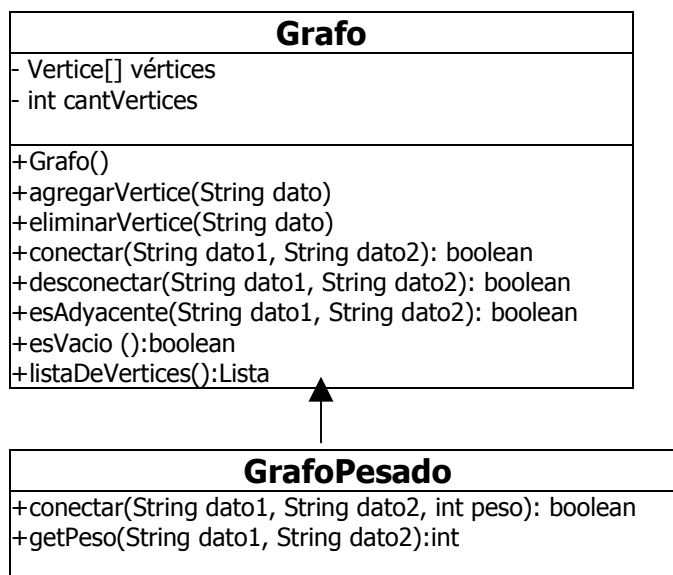 Grafo
- Vertice[] vértices
- int cantVertices
+Grafo()
+agregarVertice(String dato)
+eliminarVertice(String dato)
+conectar(String dato1, String dato2): boolean
+desconectar(String dato1, String dato2): boolean
+esAdyacente(String dato1, String dato2): boolean
+esVacio ():boolean
+listaDeVertices():Lista
GrafoPesado
+conectar(String dato1, String dato2, int peso): boolean
+getPeso(String dato1, String dato2):int